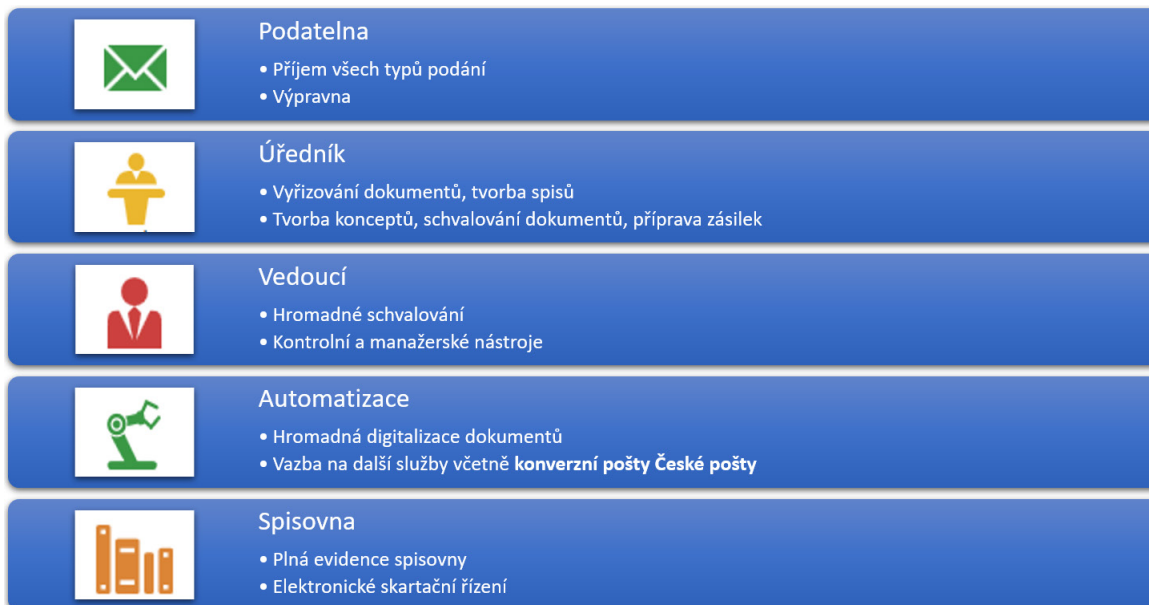 Podatelna
• Příjem všech typů podání
• Výpravna
Úředník
• Vyřizování dokumentů, tvorba spisů
• Tvorba konceptů, schvalování dokumentů, příprava zásilek
Vedoucí
• Hromadné schvalování
• Kontrolní a manažerské nástroje
Automatizace
• Hromadná digitalizace dokumentů
• Vazba na další služby včetně konverzní pošty České pošty
Spisovna
• Plná evidence spisovny
• Elektronické skartační řízení